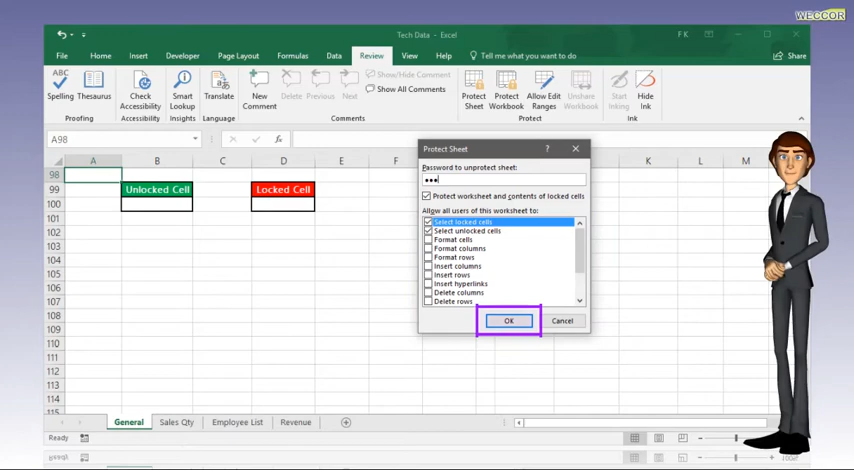 WECCOR
Tech Data - Excel
F K
File Home Insert Developer Page Layout Formulas Data Review View Help Tell me what you want to do Share
ABC
Spelling Thesaurus Check Accessibility Smart Lookup Translate New Comment Delete Previous Next Show/Hide Comment Show All Comments Protect Sheet Protect Workbook Allow Edit Ranges Unshare Workbook Start Inking Hide Ink
Proofing Accessibility Insights Language Comments Protect Ink
A98 fx
A B C D E F K L M
98
99 Unlocked Cell Locked Cell
100
101
102
103
104
105
106
107
108
109
110
111
112
113
114
115
Protect Sheet ?
Password to unprotect sheet:
•••
Protect worksheet and contents of locked cells
Allow all users of this worksheet to:
Select locked cells
Select unlocked cells
Format cells
Format columns
Format rows
Insert columns
Insert rows
Insert hyperlinks
Delete columns
Delete rows
OK Cancel
General Sales Qty Employee List Revenue
Ready